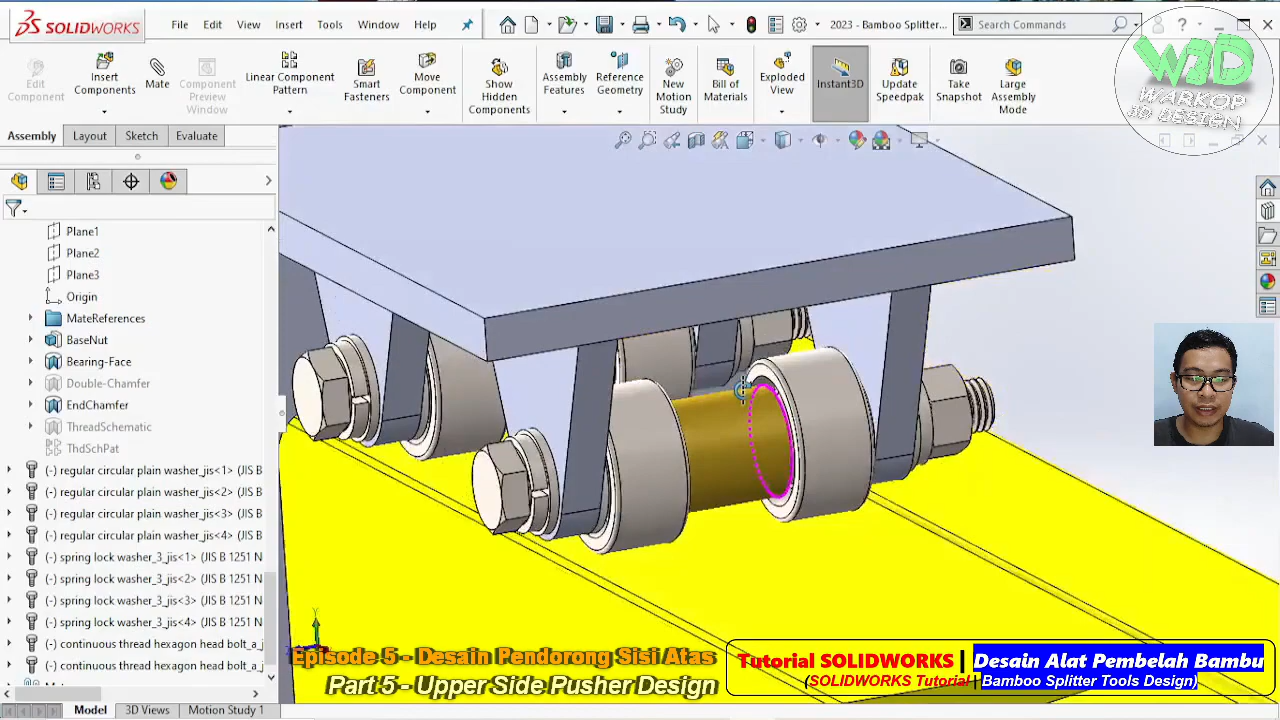 SOLIDWORKS
File
Edit
View
Insert
Tools
Window
Help
2023 - Bamboo Splitter...
Search Commands
Edit
Component
Insert
Components
Mate
Component
Preview
Window
Linear Component
Pattern
Smart
Fasteners
Move
Component
Show
Hidden
Components
Assembly
Features
Reference
Geometry
New
Motion
Study
Bill of
Materials
Exploded
View
Instant3D
Update
Speedpak
Take
Snapshot
Large
Assembly
Mode
W3D
WARKOP
3D DESIGN
Assembly
Layout
Sketch
Evaluate
Plane1
Plane2
Plane3
Origin
MateReferences
BaseNut
Bearing-Face
Double-Chamfer
EndChamfer
ThreadSchematic
ThdSchPat
(-) regular circular plain washer_jis<1> (JIS B
(-) regular circular plain washer_jis<2> (JIS B
(-) regular circular plain washer_jis<3> (JIS B
(-) regular circular plain washer_jis<4> (JIS B
(-) spring lock washer_3_jis<1> (JIS B 1251 N
(-) spring lock washer_3_jis<2> (JIS B 1251 N
(-) spring lock washer_3_jis<3> (JIS B 1251 N
(-) spring lock washer_3_jis<4> (JIS B 1251 N
(-) continuous thread hexagon head bolt_a_j
(-) continuous thread hexagon head bolt_a_j
Y
Episode 5 - Desain Pendorong Sisi Atas
Part 5 - Upper Side Pusher Design
Tutorial SOLIDWORKS | Desain Alat Pembelah Bambu
(SOLIDWORKS Tutorial | Bamboo Splitter Tools Design)
Model
3D Views
Motion Study 1